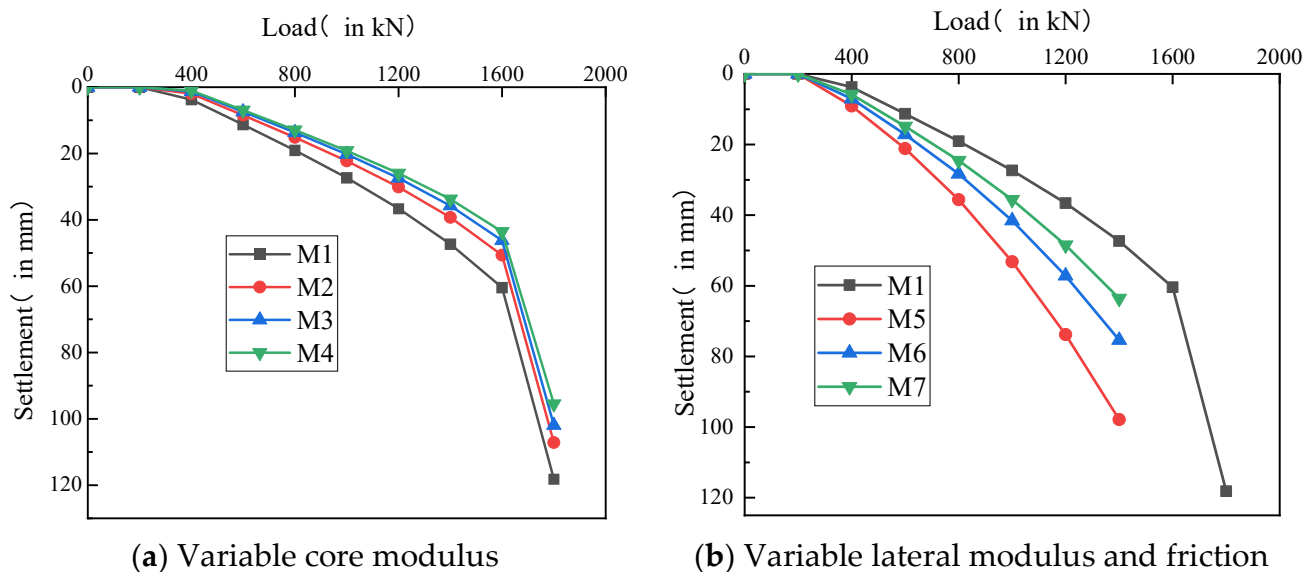 Load( in kN)
0 400 800 1200 1600 2000
0
20
40
60
80
100
120
Settlement( in mm)
M1
M2
M3
M4
(a) Variable core modulus
Load( in kN)
0 400 800 1200 1600 2000
0
20
40
60
80
100
120
Settlement( in mm)
M1
M5
M6
M7
(b) Variable lateral modulus and friction